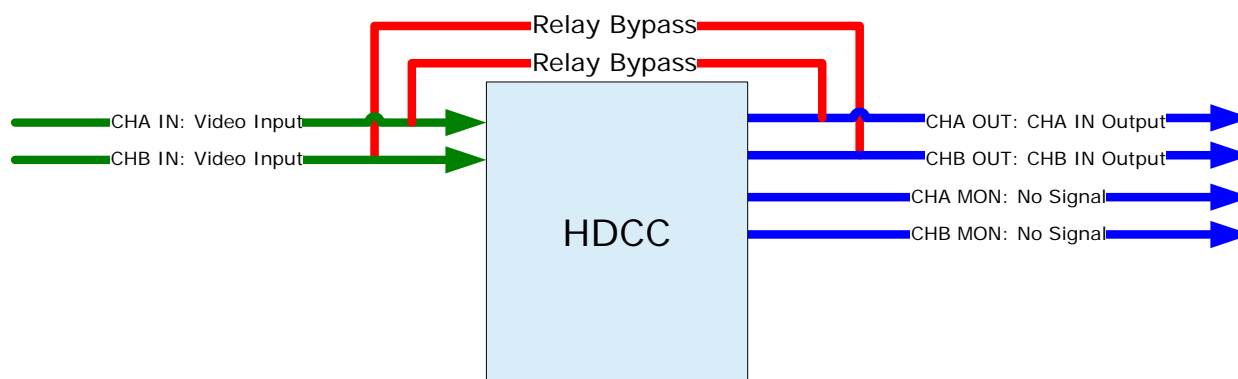 Relay Bypass
Relay Bypass
CHA IN: Video Input
CHB IN: Video Input
HDCC
CHA OUT: CHA IN Output
CHB OUT: CHB IN Output
CHA MON: No Signal
CHB MON: No Signal